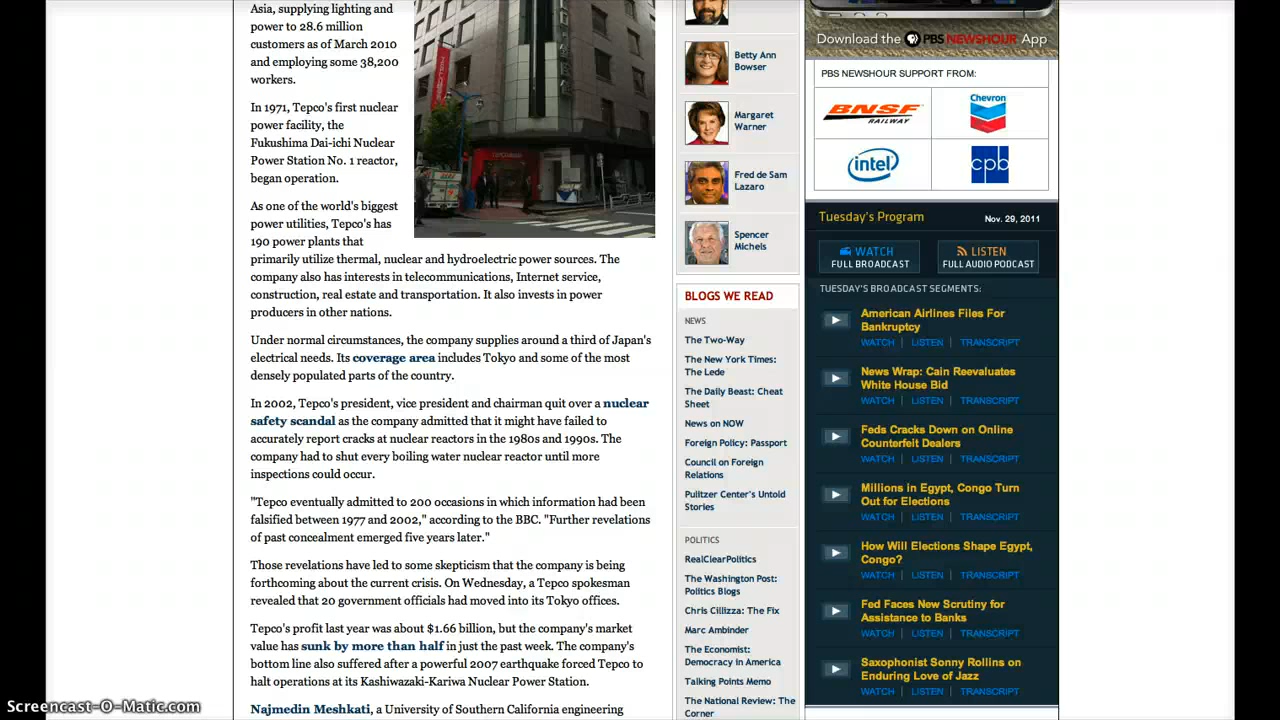 Asia, supplying lighting and
power to 28.6 million
customers as of March 2010
and employing some 38,200
workers.
In 1971, Tepco's first nuclear
power facility, the
Fukushima Dai-ichi Nuclear
Power Station No. 1 reactor,
began operation.
As one of the world's biggest
power utilities, Tepco's has
190 power plants that
primarily utilize thermal, nuclear and hydroelectric power sources. The
company also has interests in telecommunications, Internet service,
construction, real estate and transportation. It also invests in power
producers in other nations.
Under normal circumstances, the company supplies around a third of Japan's
electrical needs. Its coverage area includes Tokyo and some of the most
densely populated parts of the country.
In 2002, Tepco's president, vice president and chairman quit over a nuclear
safety scandal as the company admitted that it might have failed to
accurately report cracks at nuclear reactors in the 1980s and 1990s. The
company had to shut every boiling water nuclear reactor until more
inspections could occur.
"Tepco eventually admitted to 200 occasions in which information had been
falsified between 1977 and 2002," according to the BBC. "Further revelations
of past concealment emerged five years later."
Those revelations have led to some skepticism that the company is being
forthcoming about the current crisis. On Wednesday, a Tepco spokesman
revealed that 20 government officials had moved into its Tokyo offices.
Tepco's profit last year was about $1.66 billion, but the company's market
value has sunk by more than half in just the past week. The company's
bottom line also suffered after a powerful 2007 earthquake forced Tepco to
halt operations at its Kashiwazaki-Kariwa Nuclear Power Station.
Najmedin Meshkati, a University of Southern California engineering
Betty Ann
Bowser
Margaret
Warner
Fred de Sam
Lazaro
Spencer
Michels
BLOGS WE READ
NEWS
The Two-Way
The New York Times:
The Lede
The Daily Beast: Cheat
Sheet
News on NOW
Foreign Policy: Passport
Council on Foreign
Relations
Pulitzer Center's Untold
Stories
POLITICS
RealClearPolitics
The Washington Post:
Politics Blogs
Chris Cillizza: The Fix
Marc Ambinder
The Economist:
Democracy in America
Talking Points Memo
The National Review: The
Corner
Download the PBS NEWSHOUR App
PBS NEWSHOUR SUPPORT FROM:
BNSF
RAILWAY
Chevron
intel
cpb
Tuesday's Program Nov. 29, 2011
WATCH
FULL BROADCAST
LISTEN
FULL AUDIO PODCAST
TUESDAY'S BROADCAST SEGMENTS:
American Airlines Files For
Bankruptcy
WATCH | LISTEN | TRANSCRIPT
News Wrap: Cain Reevaluates
White House Bid
WATCH | LISTEN | TRANSCRIPT
Feds Cracks Down on Online
Counterfeit Dealers
WATCH | LISTEN | TRANSCRIPT
Millions in Egypt, Congo Turn
Out for Elections
WATCH | LISTEN | TRANSCRIPT
How Will Elections Shape Egypt,
Congo?
WATCH | LISTEN | TRANSCRIPT
Fed Faces New Scrutiny for
Assistance to Banks
WATCH | LISTEN | TRANSCRIPT
Saxophonist Sonny Rollins on
Enduring Love of Jazz
WATCH | LISTEN | TRANSCRIPT
Screencast-O-Matic.com